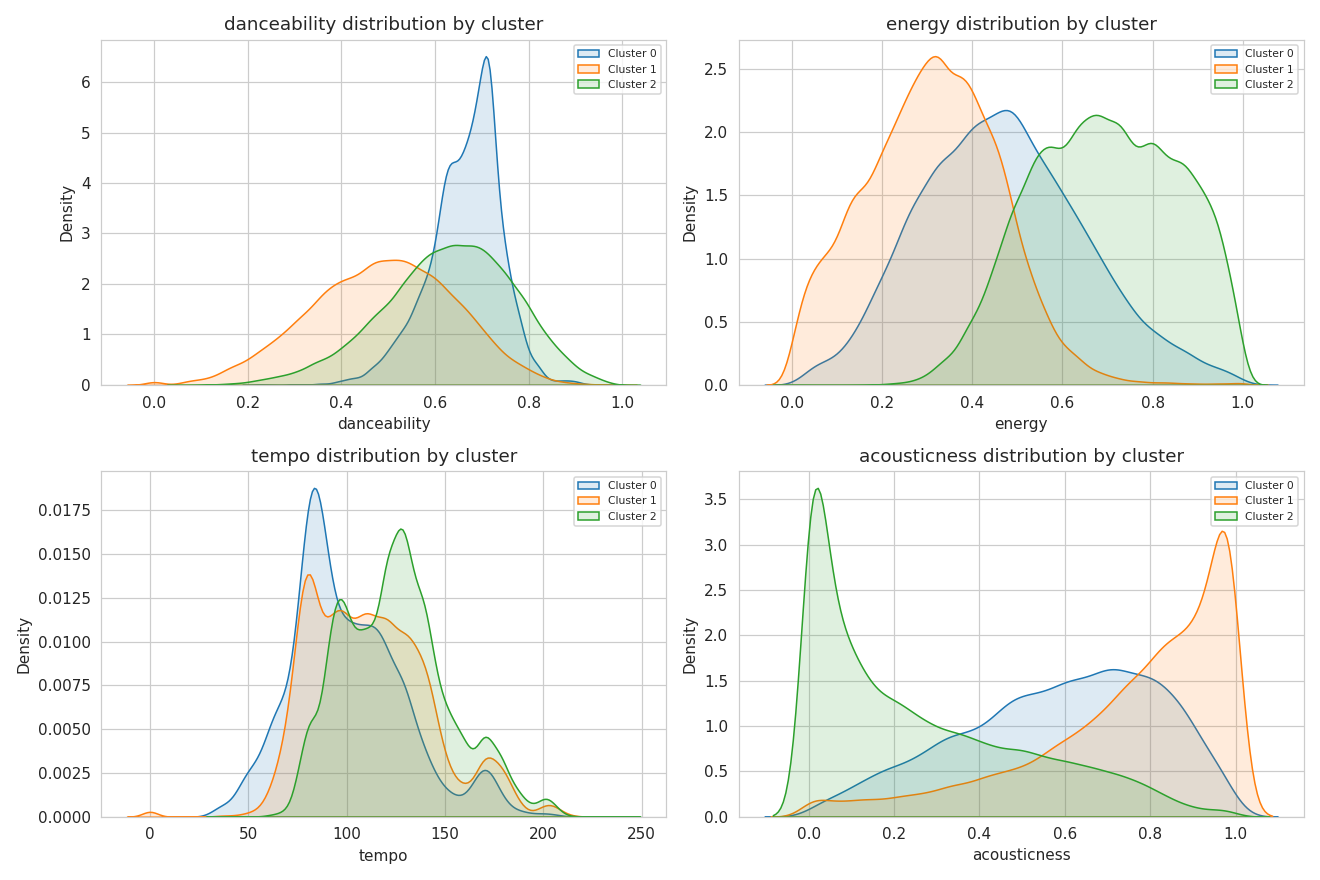 danceability distribution by cluster
Density
6
5
4
3
2
1
0
0.0 0.2 0.4 0.6 0.8 1.0
danceability
Cluster 0
Cluster 1
Cluster 2
energy distribution by cluster
Density
2.5
2.0
1.5
1.0
0.5
0.0
0.0 0.2 0.4 0.6 0.8 1.0
energy
Cluster 0
Cluster 1
Cluster 2
tempo distribution by cluster
Density
0.0175
0.0150
0.0125
0.0100
0.0075
0.0050
0.0025
0.0000
0 50 100 150 200 250
tempo
Cluster 0
Cluster 1
Cluster 2
acousticness distribution by cluster
Density
3.5
3.0
2.5
2.0
1.5
1.0
0.5
0.0
0.0 0.2 0.4 0.6 0.8 1.0
acousticness
Cluster 0
Cluster 1
Cluster 2